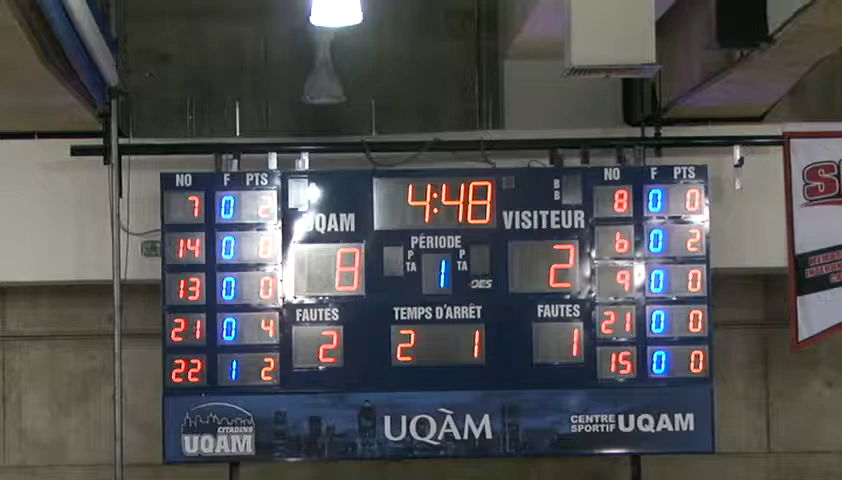 NO F PTS
7 0 2
14 0 0
13 0 0
21 0 4
22 1 2
4:48
UQAM
VISITEUR
B
B
8
2
PÉRIODE
P
TA
1
P
TA
OES
FAUTES
2
TEMPS D'ARRÊT
2 1
FAUTES
1
NO F PTS
8 0 0
6 0 2
9 0 0
21 0 0
15 0 0
CITADINS
UQAM
UQÀM
CENTRE
SPORTIF UQAM